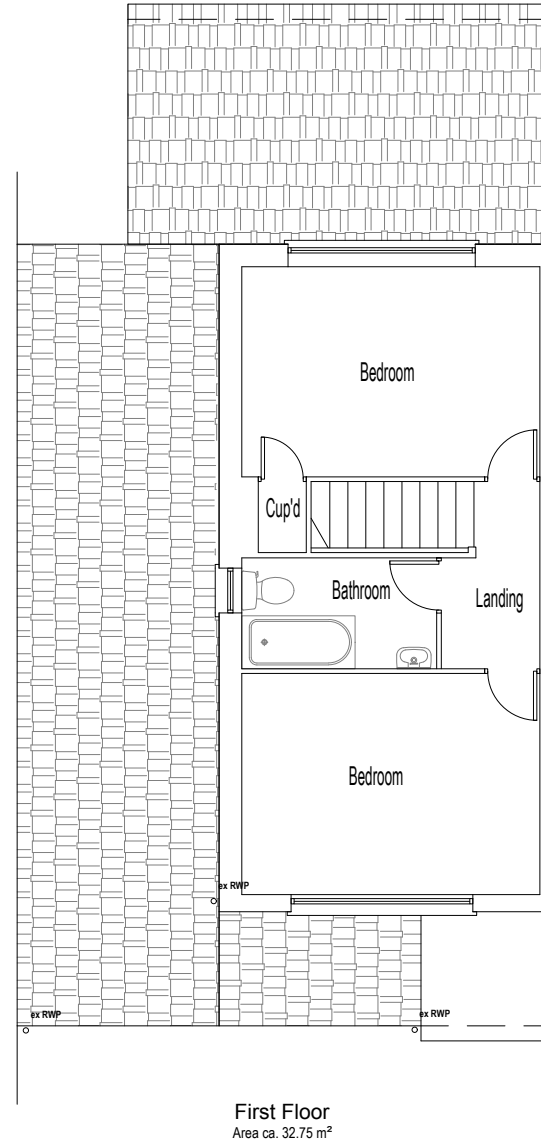 Bedroom
Cup'd
Bathroom
Landing
Bedroom
ex RWP
ex RWP
ex RWP
First Floor
Area ca. 32.75 m²